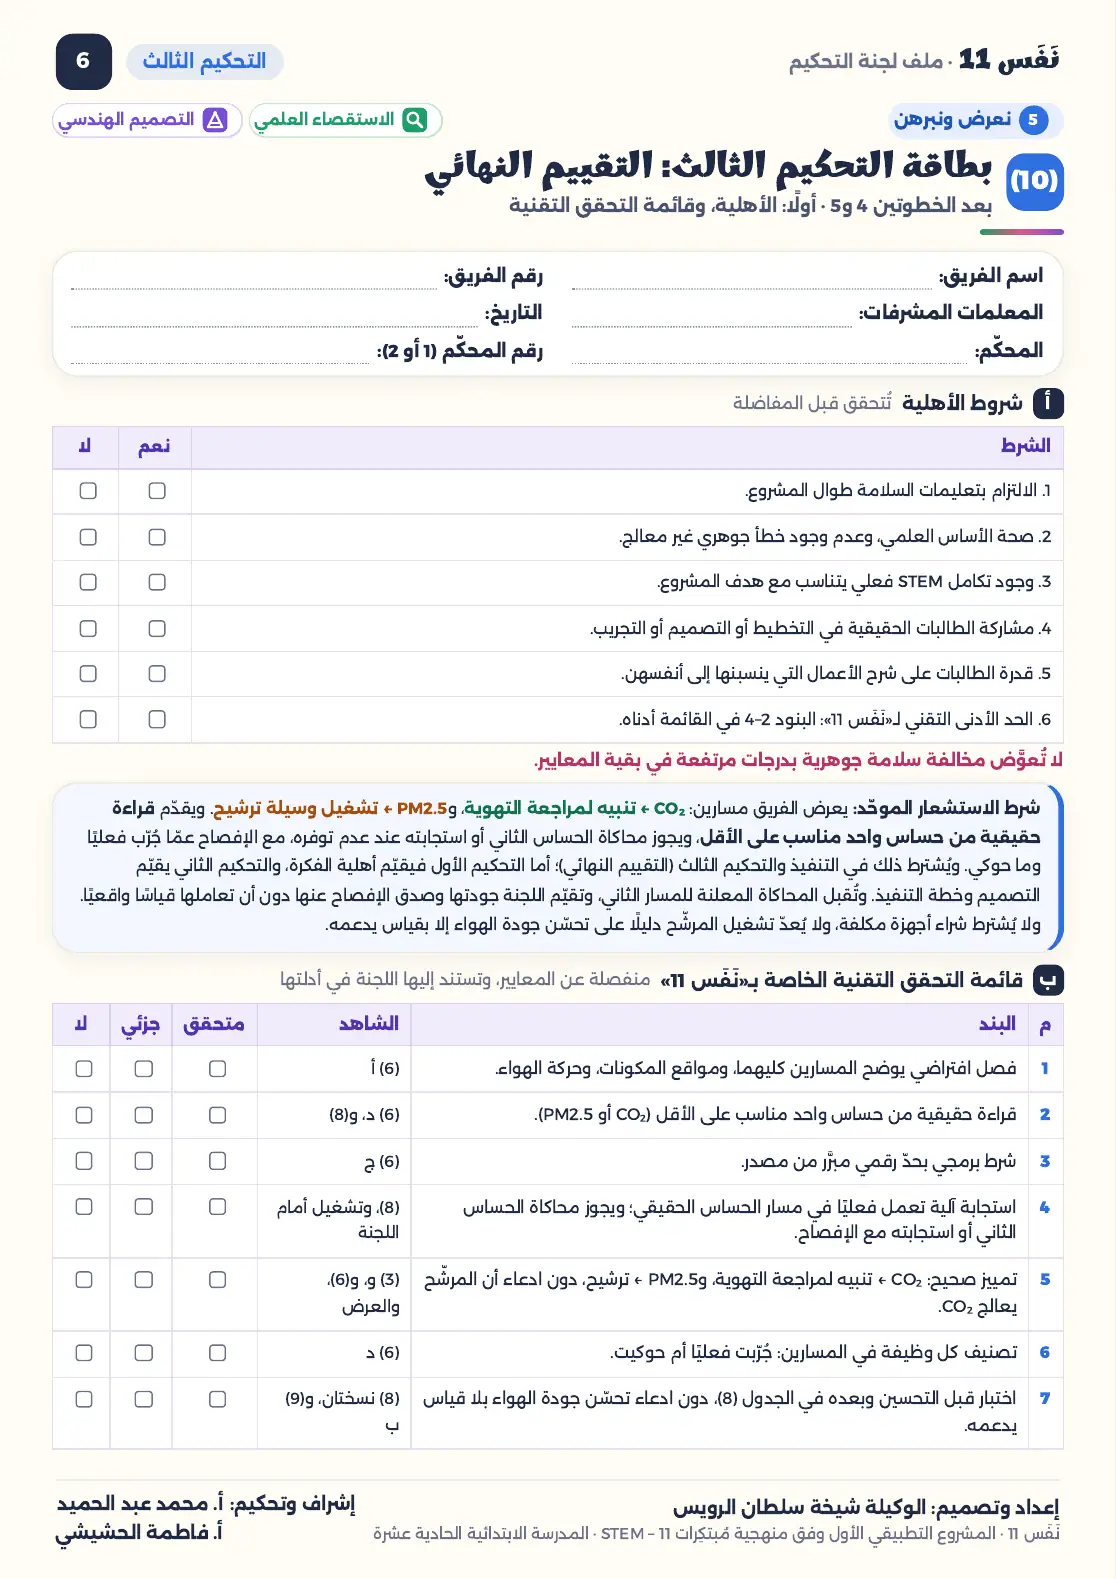 نَفَس 11 · ملف لجنة التحكيم
التحكيم الثالث
6
5 نعرض ونبرهن
الاستقصاء العلمي
التصميم الهندسي
(10)
بطاقة التحكيم الثالث: التقييم النهائي
بعد الخطوتين 4 و5 · أولًا: الأهلية، وقائمة التحقق التقنية
اسم الفريق:
رقم الفريق:
المعلمات المشرفات:
التاريخ:
المحكّم:
رقم المحكّم (1 أو 2):
أ شروط الأهلية تُتحقق قبل المفاضلة
الشرط نعم لا
1. الالتزام بتعليمات السلامة طوال المشروع.
2. صحة الأساس العلمي، وعدم وجود خطأ جوهري غير معالج.
3. وجود تكامل STEM فعلي يتناسب مع هدف المشروع.
4. مشاركة الطالبات الحقيقية في التخطيط أو التصميم أو التجريب.
5. قدرة الطالبات على شرح الأعمال التي ينسبنها إلى أنفسهن.
6. الحد الأدنى التقني لـ«نَفَس 11»: البنود 2–4 في القائمة أدناه.
لا تُعوَّض مخالفة سلامة جوهرية بدرجات مرتفعة في بقية المعايير.
شرط الاستشعار الموحّد: يعرض الفريق مسارين: CO₂ ← تنبيه لمراجعة التهوية، وPM2.5 ← تشغيل وسيلة ترشيح. ويقدّم قراءة
حقيقية من حساس واحد مناسب على الأقل، ويجوز محاكاة الحساس الثاني أو استجابته عند عدم توفره، مع الإفصاح عمّا جُرّب فعليًا
وما حوكي. ويُشترط ذلك في التنفيذ والتحكيم الثالث (التقييم النهائي)؛ أما التحكيم الأول فيقيّم أهلية الفكرة، والتحكيم الثاني يقيّم
التصميم وخطة التنفيذ. وتُقبل المحاكاة المعلنة للمسار الثاني، وتقيّم اللجنة جودتها وصدق الإفصاح عنها دون أن تعاملها قياسًا واقعيًا.
ولا يُشترط شراء أجهزة مكلفة، ولا يُعدّ تشغيل المرشّح دليلًا على تحسّن جودة الهواء إلا بقياس يدعمه.
ب قائمة التحقق التقنية الخاصة بـ«نَفَس 11» منفصلة عن المعايير، وتستند إليها اللجنة في أدلتها
م البند الشاهد متحقق جزئي لا
1 فصل افتراضي يوضح المسارين كليهما، ومواقع المكونات، وحركة الهواء. (6) أ
2 قراءة حقيقية من حساس واحد مناسب على الأقل (CO₂ أو PM2.5). (6) د، و(8)
3 شرط برمجي بحدّ رقمي مبرَّر من مصدر. (6) ج
4 استجابة آلية تعمل فعليًا في مسار الحساس الحقيقي؛ ويجوز محاكاة الحساس (8)، وتشغيل أمام
الثاني أو استجابته مع الإفصاح. اللجنة
5 تمييز صحيح: CO₂ ← تنبيه لمراجعة التهوية، وPM2.5 ← ترشيح، دون ادعاء أن المرشّح (3) و، و(6)،
يعالج CO₂. والعرض
6 تصنيف كل وظيفة في المسارين: جُرّبت فعليًا أم حوكيت. (6) د
7 اختبار قبل التحسين وبعده في الجدول (8)، دون ادعاء تحسّن جودة الهواء بلا قياس (8) نسختان، و(9)
يدعمه. ب
إعداد وتصميم: الوكيلة شيخة سلطان الرويس
نَفَس 11 · المشروع التطبيقي الأول وفق منهجية مُبتكِرات 11 – STEM · المدرسة الابتدائية الحادية عشرة
إشراف وتحكيم: أ. محمد عبد الحميد
أ. فاطمة الحشيشي